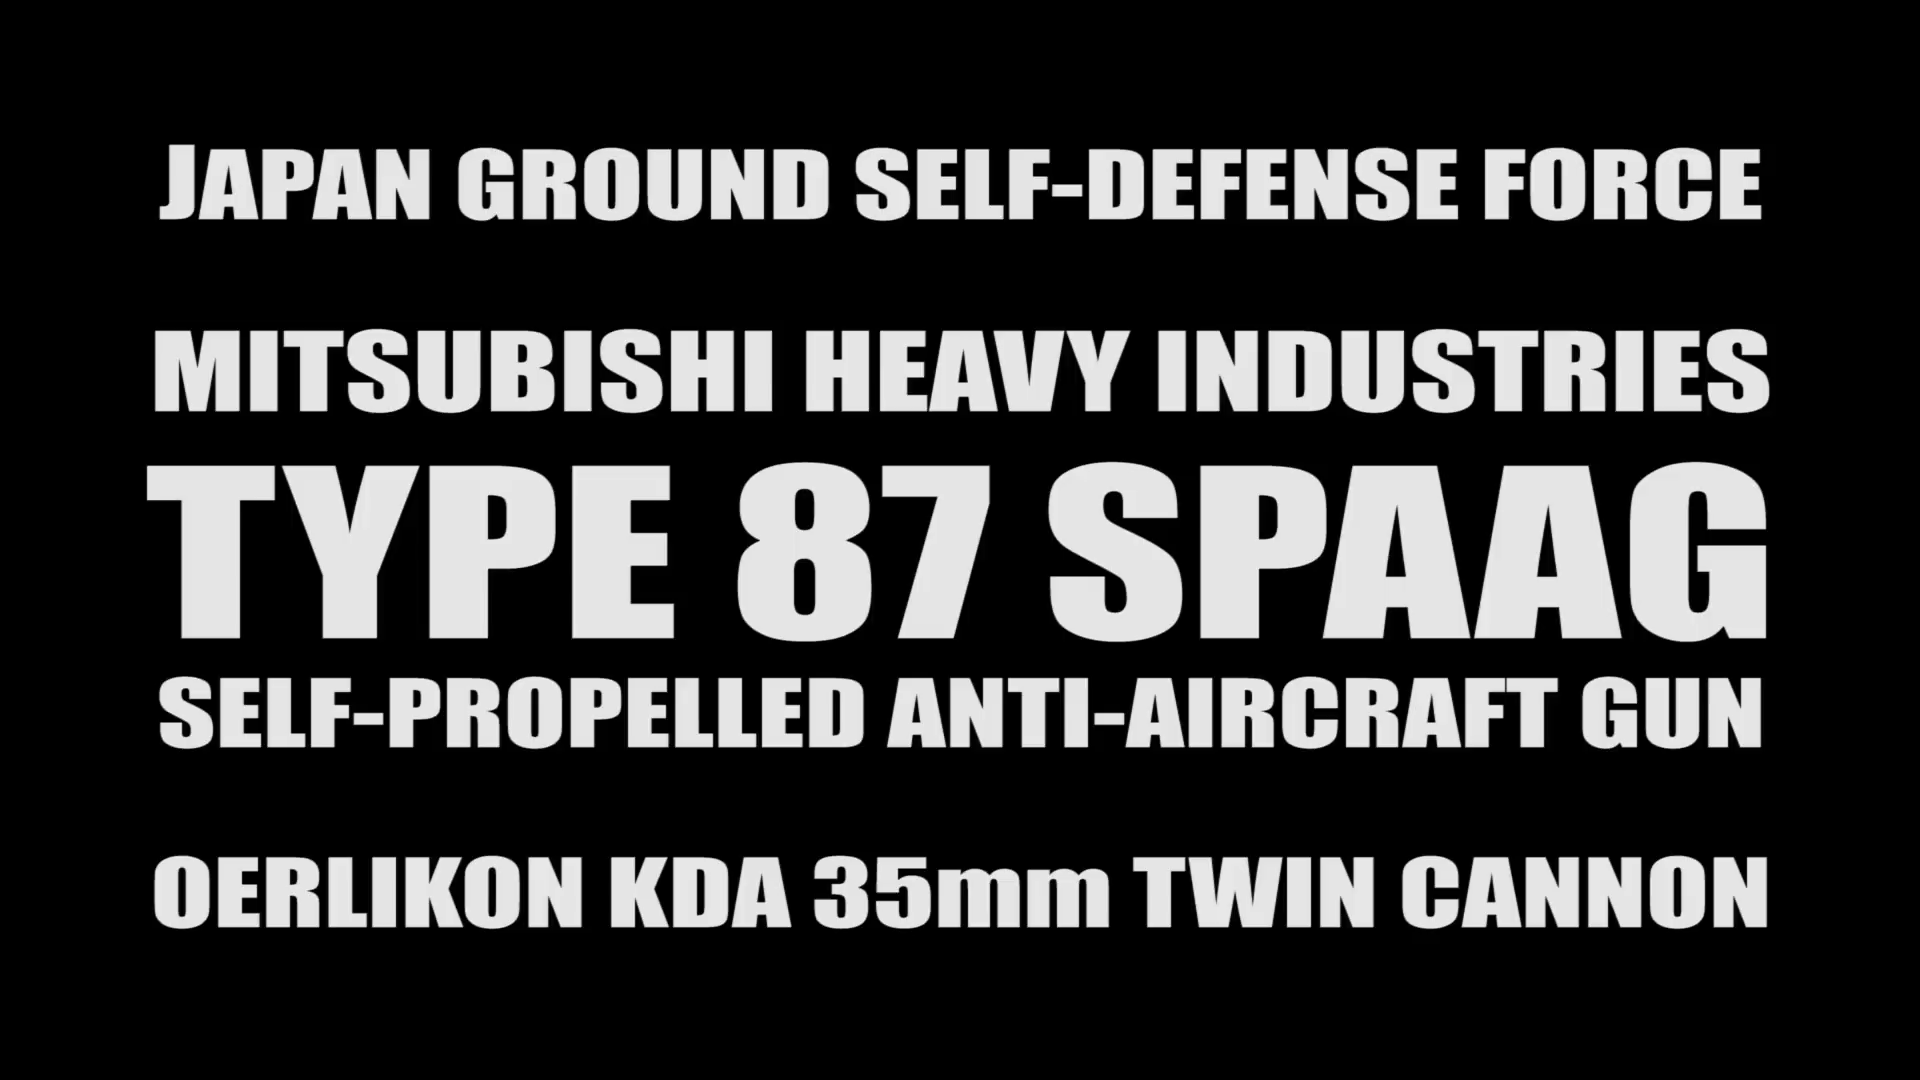 JAPAN GROUND SELF-DEFENSE FORCE
MITSUBISHI HEAVY INDUSTRIES
TYPE 87 SPAAG
SELF-PROPELLED ANTI-AIRCRAFT GUN
OERLIKON KDA 35mm TWIN CANNON